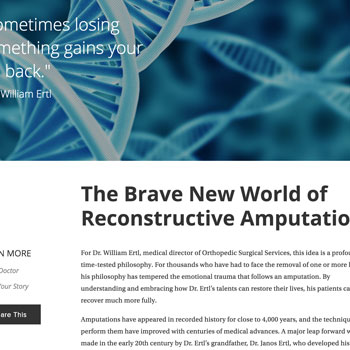 ometimes losing
mething gains your
back."
William Ertl
The Brave New World of
Reconstructive Amputatio
N MORE
Doctor
Your Story
are This
For Dr. William Ertl, medical director of Orthopedic Surgical Services, this idea is a profou
time-tested philosophy. For thousands who have had to face the removal of one or more l
his philosophy has tempered the emotional trauma that follows an amputation. By
understanding and embracing how Dr. Ertl's talents can restore their lives, his patients ca
recover much more fully.
Amputations have appeared in recorded history for close to 4,000 years, and the technique
perform them have improved with centuries of medical advances. A major leap forward w
made in the early 20th century by Dr. Ertl's grandfather, Dr. Janos Ertl, who developed his